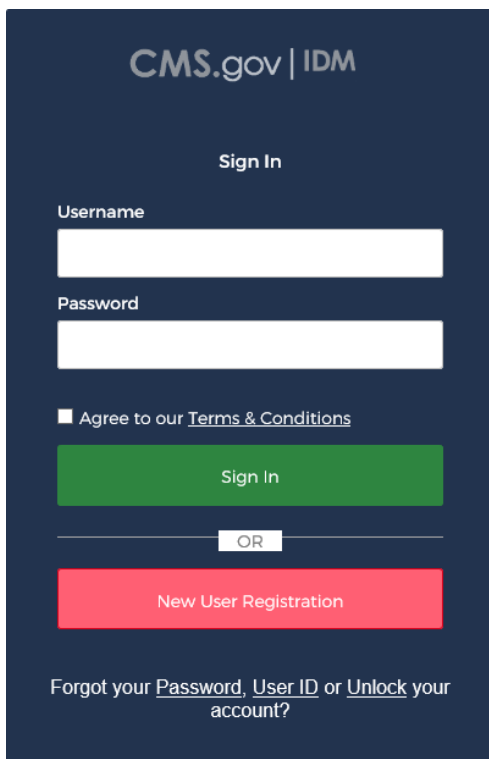 CMS.gov | IDM
Sign In
Username
Password
Agree to our Terms & Conditions
Sign In
OR
New User Registration
Forgot your Password, User ID or Unlock your
account?